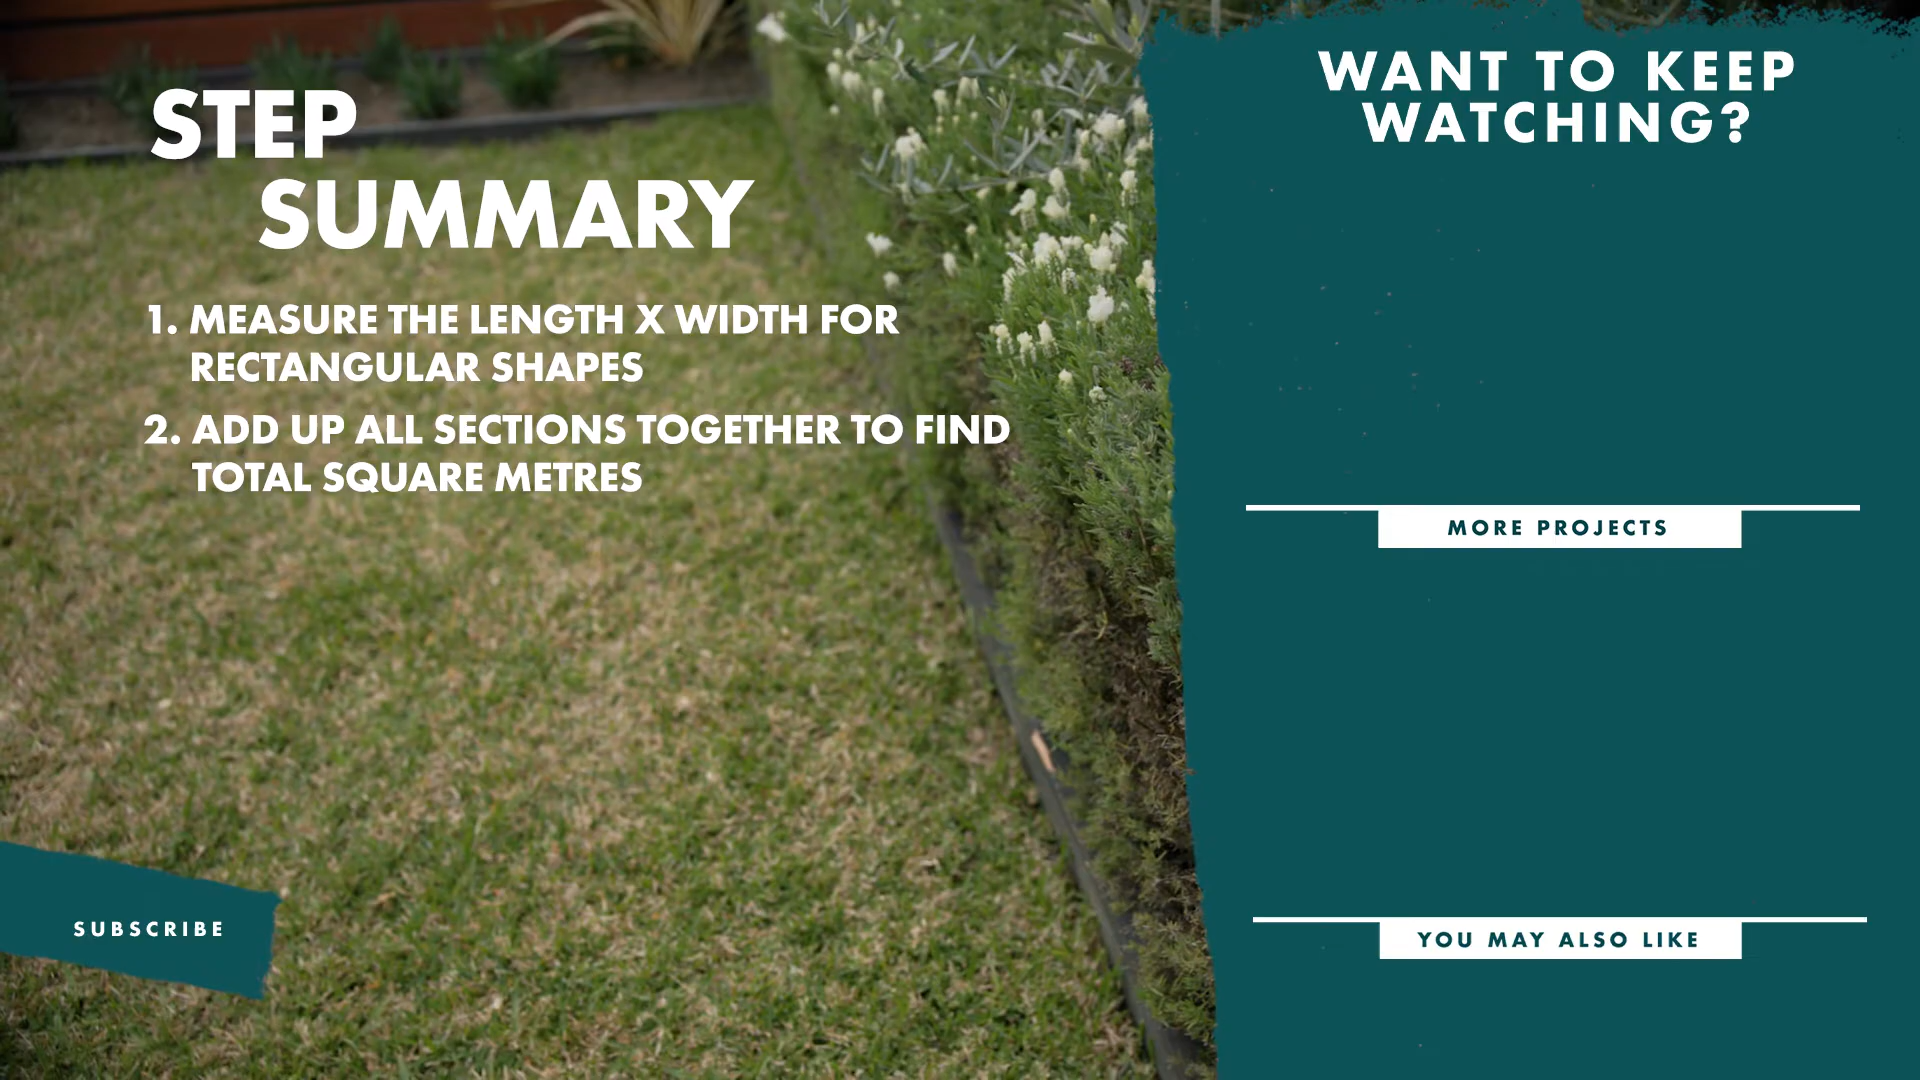 STEP
SUMMARY
1. MEASURE THE LENGTH X WIDTH FOR
RECTANGULAR SHAPES
2. ADD UP ALL SECTIONS TOGETHER TO FIND
TOTAL SQUARE METRES
SUBSCRIBE
WANT TO KEEP
WATCHING?
MORE PROJECTS
YOU MAY ALSO LIKE